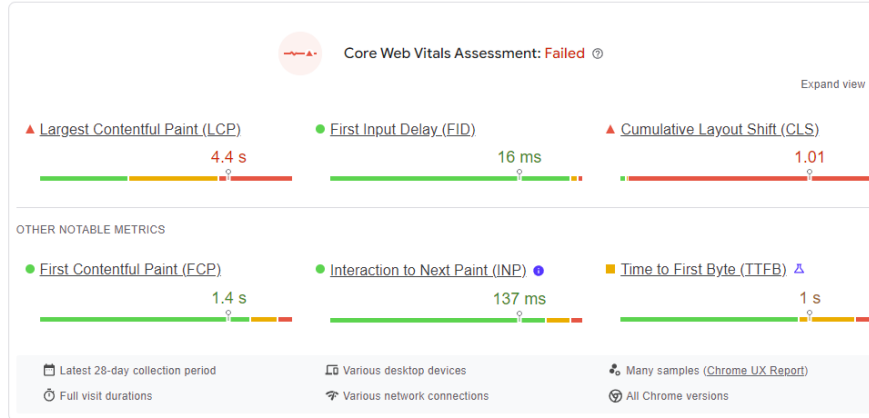 Core Web Vitals Assessment: Failed
Expand view
Largest Contentful Paint (LCP)
4.4 s
First Input Delay (FID)
16 ms
Cumulative Layout Shift (CLS)
1.01
OTHER NOTABLE METRICS
First Contentful Paint (FCP)
1.4 s
Interaction to Next Paint (INP)
137 ms
Time to First Byte (TTFB)
1 s
Latest 28-day collection period
Various desktop devices
Many samples (Chrome UX Report)
Full visit durations
Various network connections
All Chrome versions